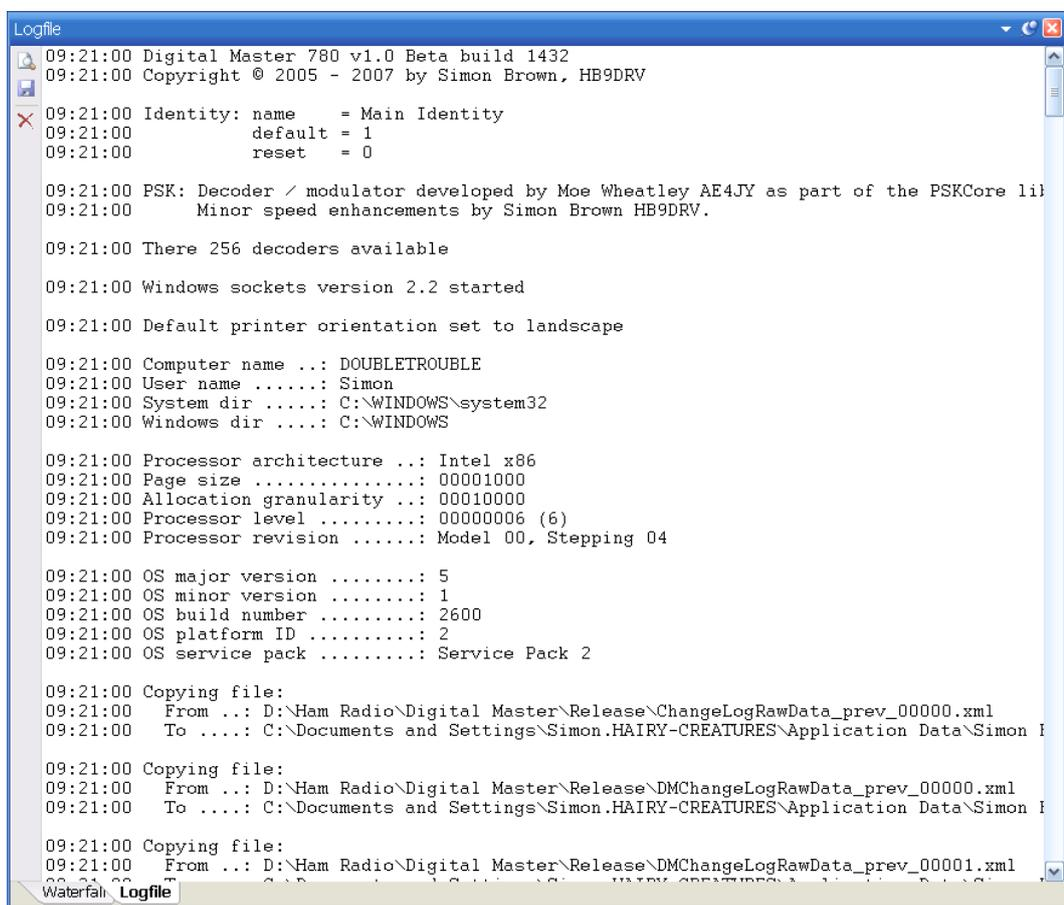 Logfile
09:21:00 Digital Master 780 v1.0 Beta build 1432
09:21:00 Copyright © 2005 - 2007 by Simon Brown, HB9DRV
09:21:00 Identity: name    = Main Identity
09:21:00           default = 1
09:21:00           reset   = 0
09:21:00 PSK: Decoder / modulator developed by Moe Wheatley AE4JY as part of the PSKCore
09:21:00      Minor speed enhancements by Simon Brown HB9DRV.
09:21:00 There 256 decoders available
09:21:00 Windows sockets version 2.2 started
09:21:00 Default printer orientation set to landscape
09:21:00 Computer name ..: DOUBLETROUBLE
09:21:00 User name ......: Simon
09:21:00 System dir .....: C:\WINDOWS\system32
09:21:00 Windows dir ....: C:\WINDOWS
09:21:00 Processor architecture ..: Intel x86
09:21:00 Page size ...............: 00001000
09:21:00 Allocation granularity ..: 00010000
09:21:00 Processor level .........: 00000006 (6)
09:21:00 Processor revision ......: Model 00, Stepping 04
09:21:00 OS major version ........: 5
09:21:00 OS minor version ........: 1
09:21:00 OS build number .........: 2600
09:21:00 OS platform ID ..........: 2
09:21:00 OS service pack .........: Service Pack 2
09:21:00 Copying file:
09:21:00   From ..: D:\Ham Radio\Digital Master\Release\ChangeLogRawData_prev_00000.xml
09:21:00   To ....: C:\Documents and Settings\Simon.HAIRY-CREATURES\Application Data\Simon
09:21:00 Copying file:
09:21:00   From ..: D:\Ham Radio\Digital Master\Release\DMChangeLogRawData_prev_00000.xml
09:21:00   To ....: C:\Documents and Settings\Simon.HAIRY-CREATURES\Application Data\Simon
09:21:00 Copying file:
09:21:00   From ..: D:\Ham Radio\Digital Master\Release\DMChangeLogRawData_prev_00001.xml
Waterfall Logfile